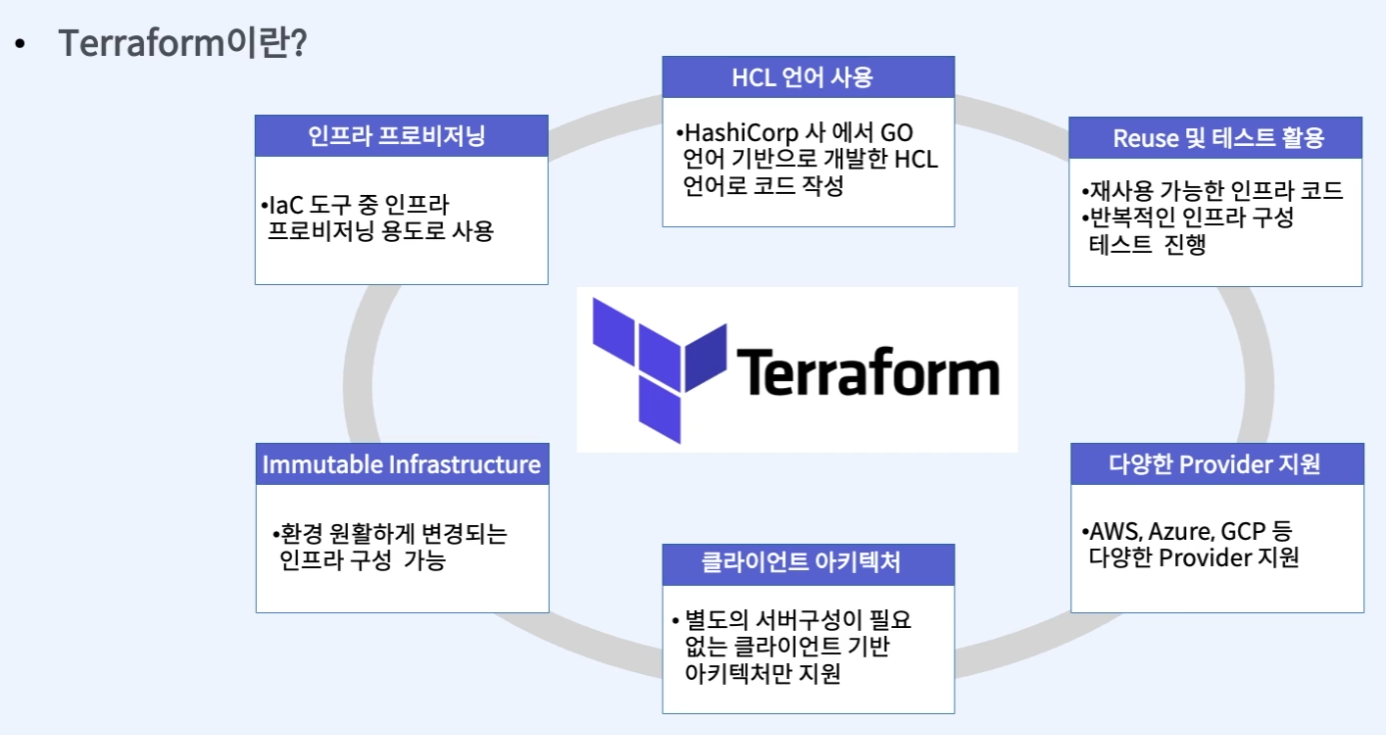 • Terraform이란?
HCL 언어 사용
•HashiCorp 사 에서 GO
언어 기반으로 개발한 HCL
언어로 코드 작성
인프라 프로비저닝
•IaC 도구 중 인프라
프로비저닝 용도로 사용
Reuse 및 테스트 활용
•재사용 가능한 인프라 코드
•반복적인 인프라 구성
테스트 진행
Terraform
Immutable Infrastructure
•환경 원활하게 변경되는
인프라 구성 가능
다양한 Provider 지원
•AWS, Azure, GCP 등
다양한 Provider 지원
클라이언트 아키텍처
• 별도의 서버구성이 필요
없는 클라이언트 기반
아키텍처만 지원